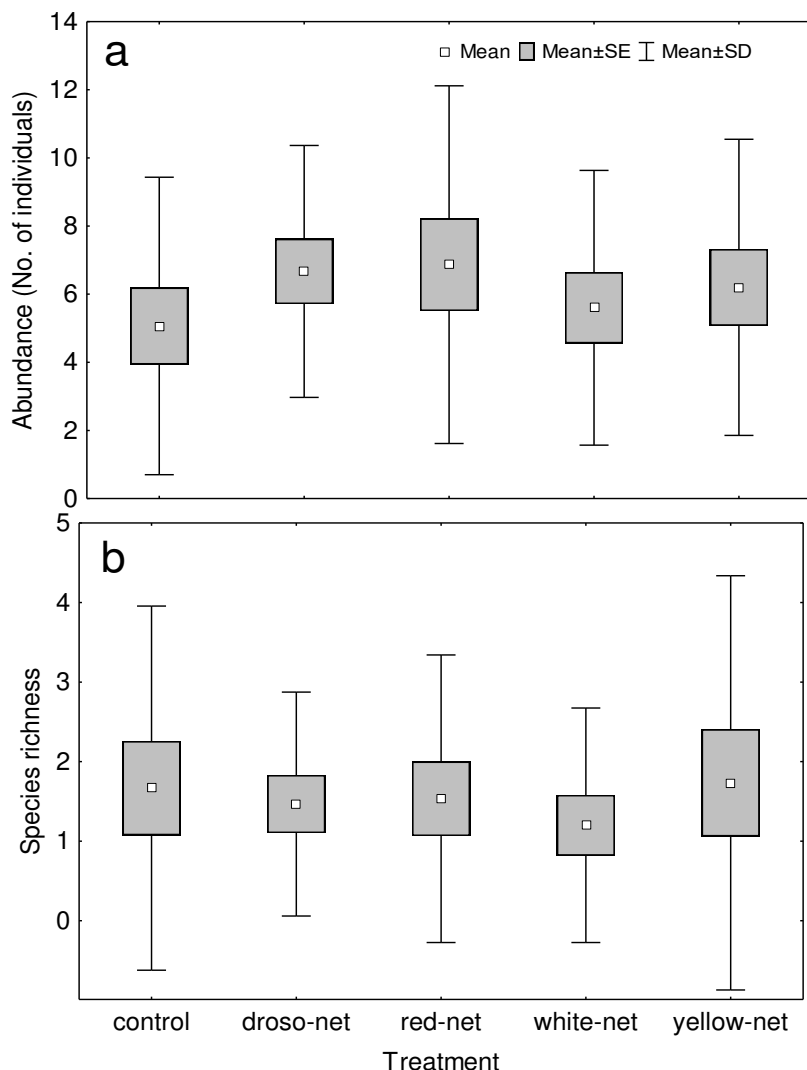 a
Mean Mean±SE Mean±SD
Abundance (No. of individuals)
14
12
10
8
6
4
2
0
b
Species richness
5
4
3
2
1
0
control droso-net red-net white-net yellow-net
Treatment